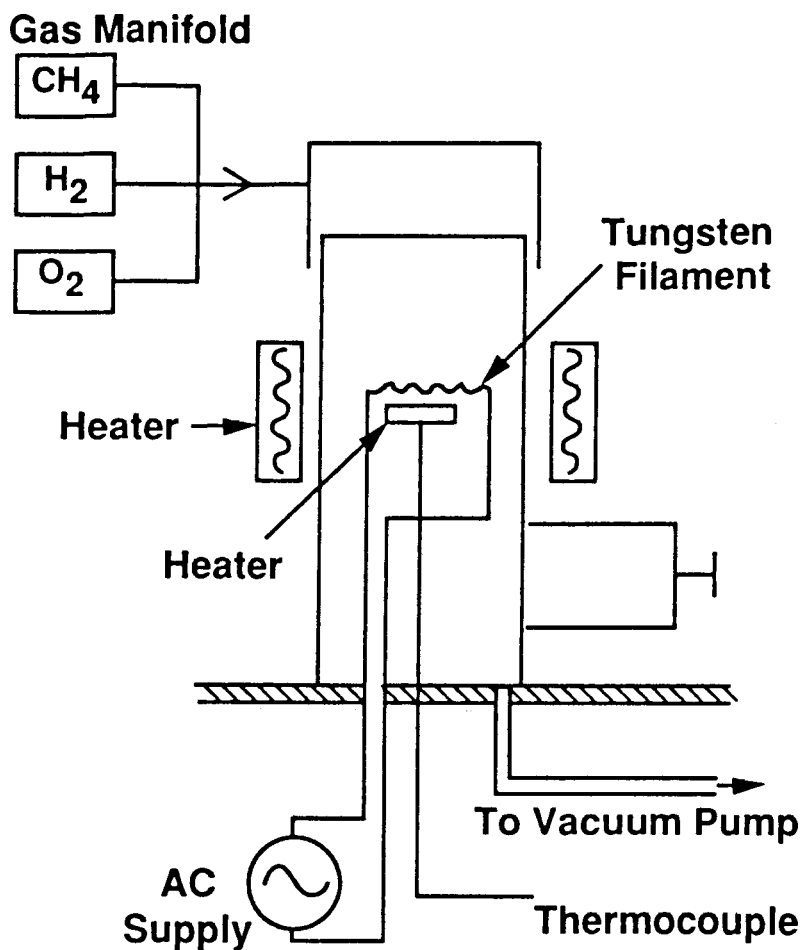 Gas Manifold
CH4
H2
O2
Tungsten
Filament
Heater
Heater
To Vacuum Pump
AC
Supply
Thermocouple